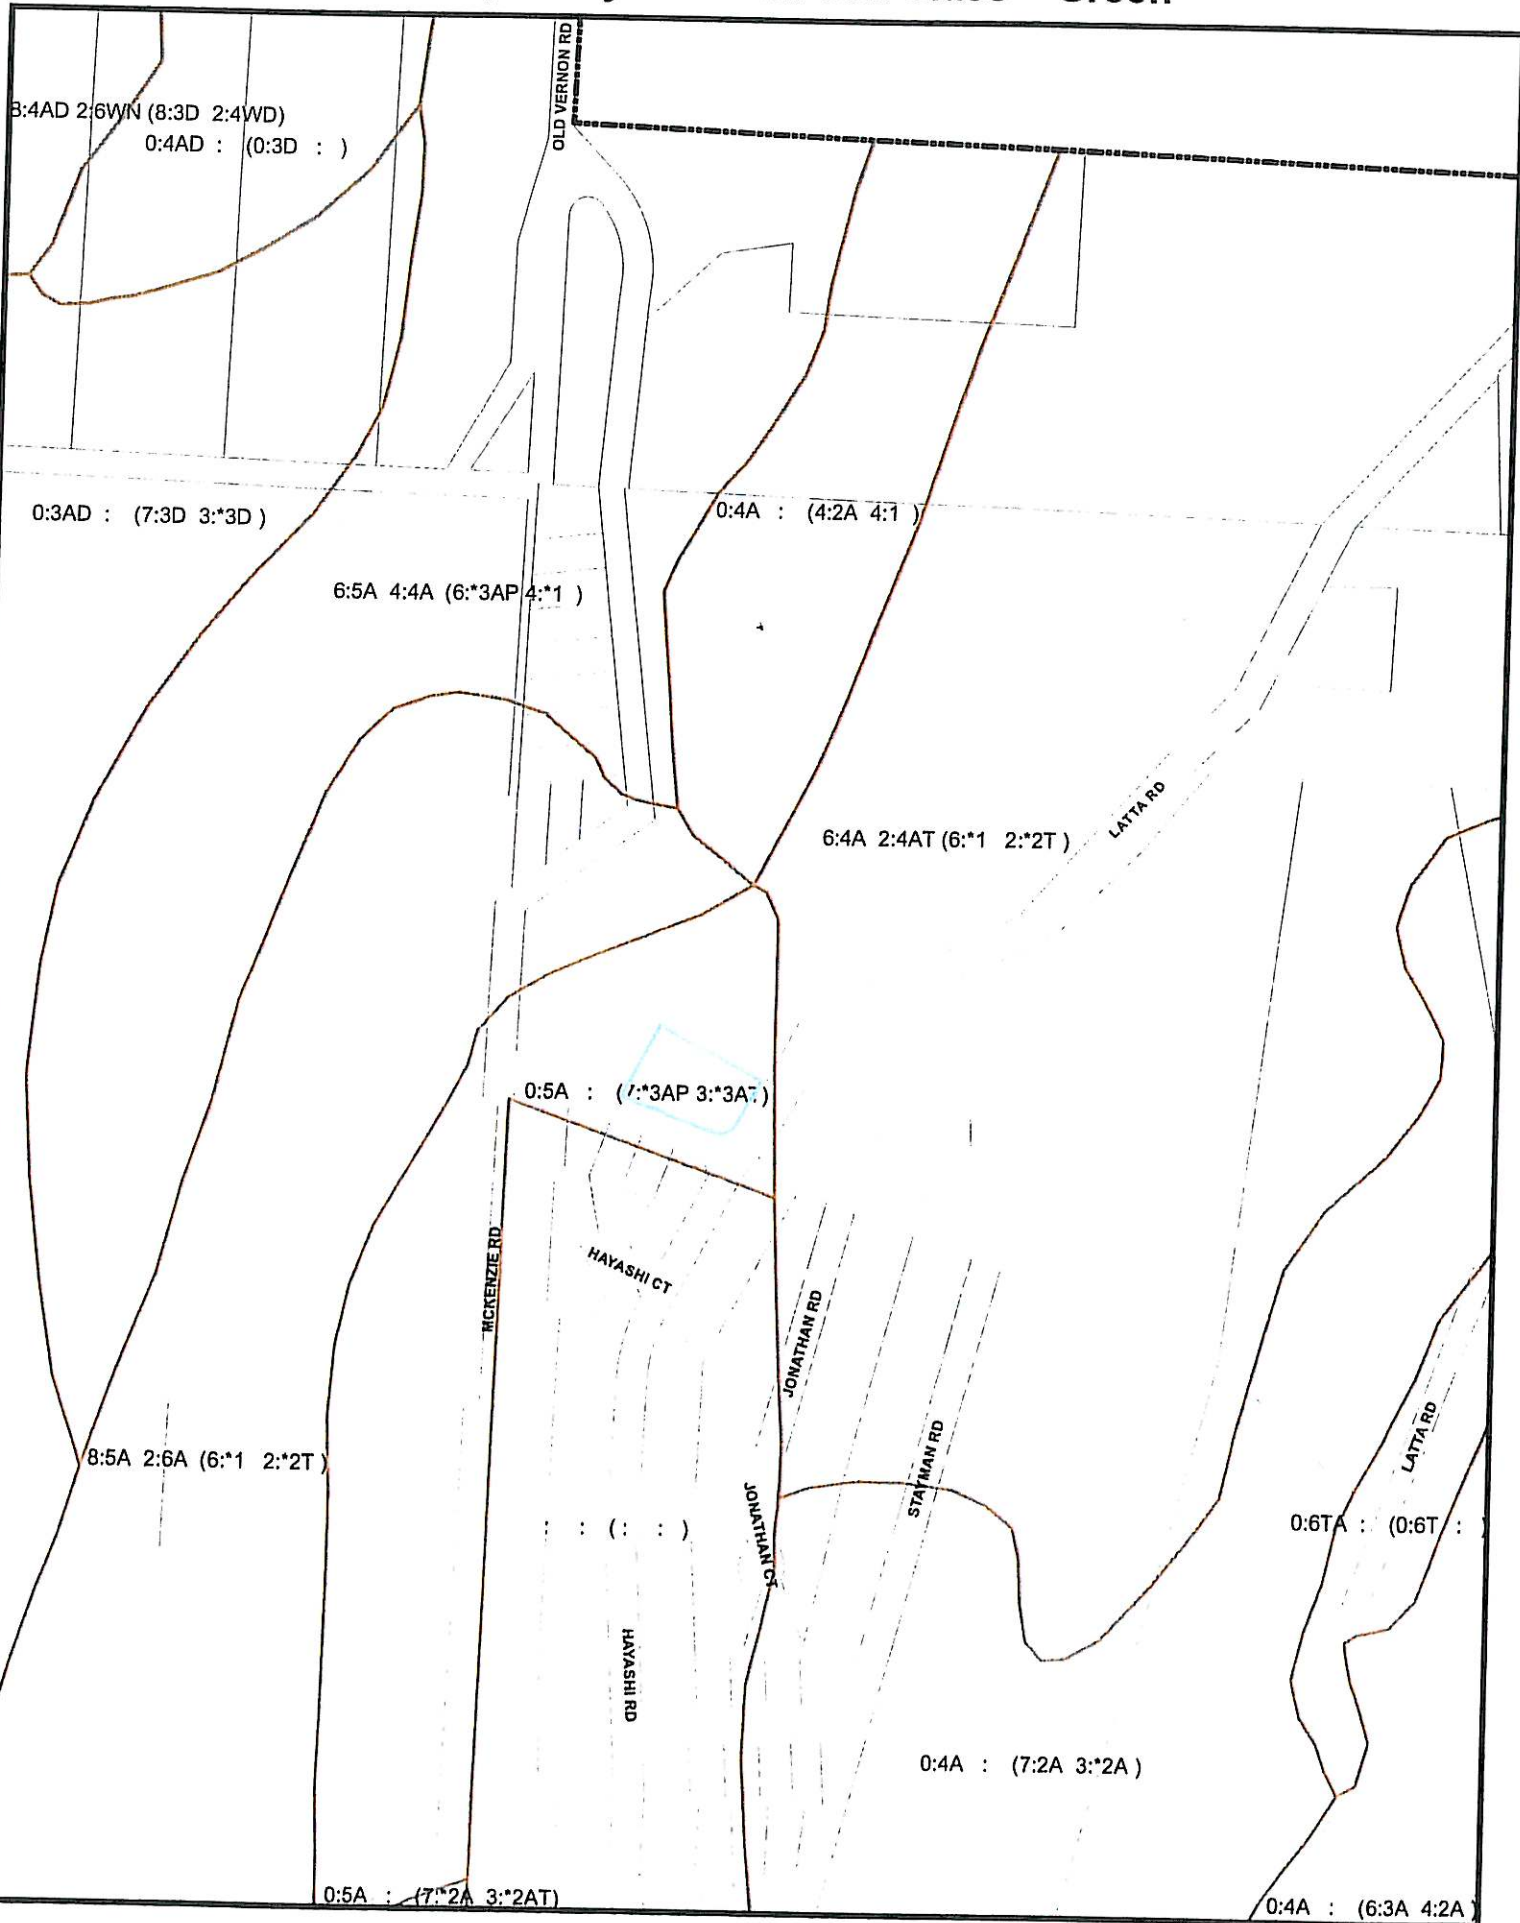 Green
OLD VERNON RD
8:4AD 2:6WN (8:3D 2:4WD)
0:4AD : (0:3D : )
0:3AD : (7:3D 3:*3D )
0:4A : (4:2A 4:1 )
6:5A 4:4A (6:*3AP 4:*1 )
LATTA RD
6:4A 2:4AT (6:*1 2:*2T )
0:5A : (7:*3AP 3:*3AT)
MCKENZIE RD
HAYASHI CT
JONATHAN RD
STAYMAN RD
LATTA RD
8:5A 2:6A (6:*1 2:*2T )
JONATHAN CT
: : (: : )
0:6TA : (0:6T : )
HAYASHI RD
0:4A : (7:2A 3:*2A )
0:5A : (7:*2A 3:*2AT)
0:4A : (6:3A 4:2A )